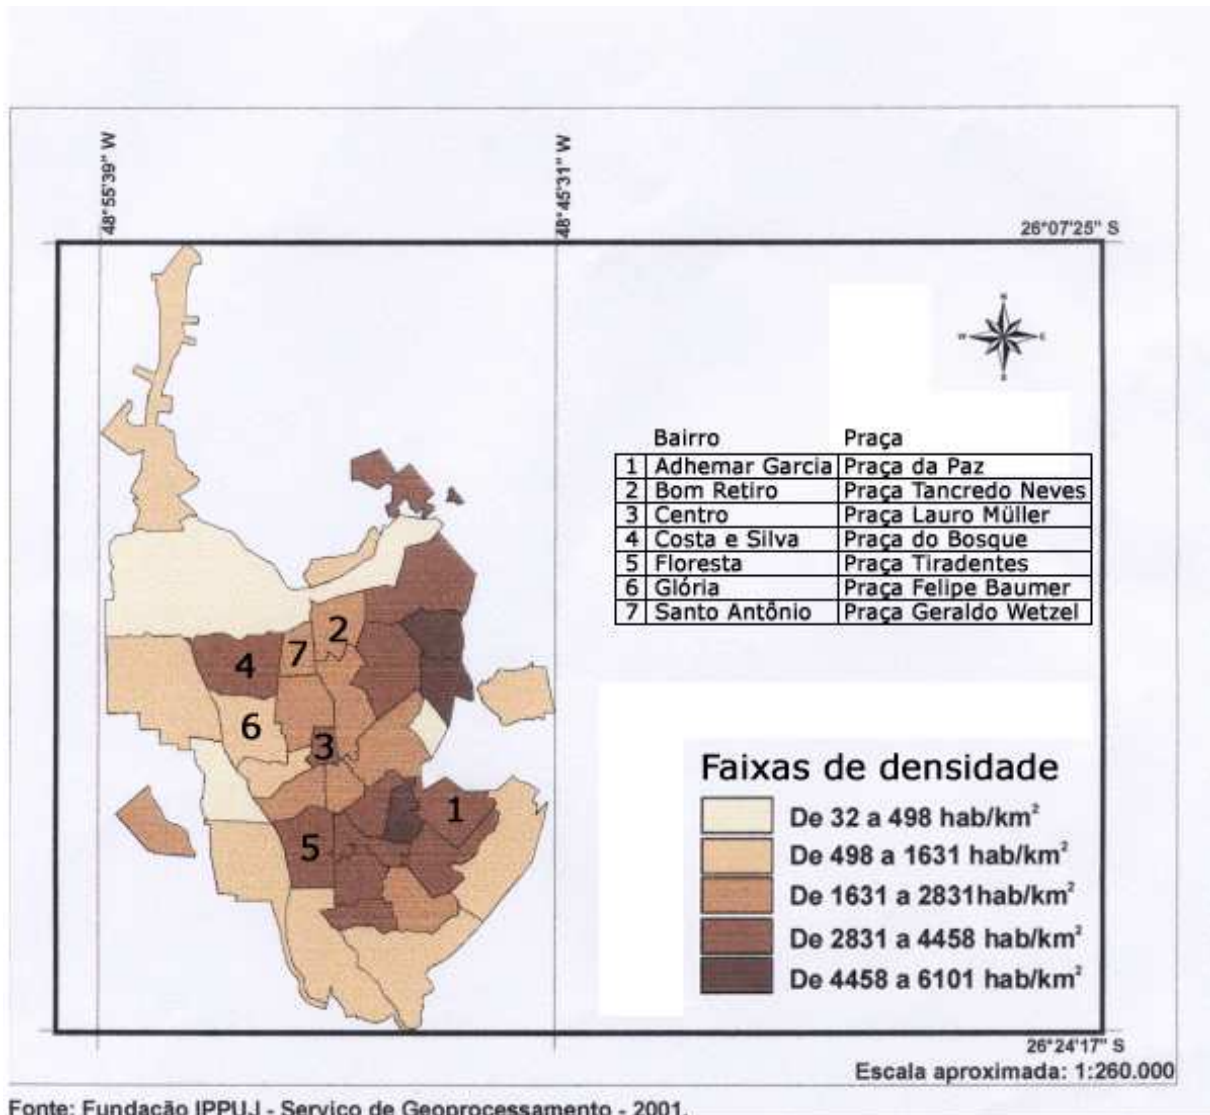 48°55'39" W
48°45'31" W
26°07'25" S
N
W
E
S
Bairro Praça
1 Adhemar Garcia Praça da Paz
2 Bom Retiro Praça Tancredo Neves
3 Centro Praça Lauro Müller
4 Costa e Silva Praça do Bosque
5 Floresta Praça Tiradentes
6 Glória Praça Felipe Baumer
7 Santo Antônio Praça Geraldo Wetzel
2
7
4
6
3
1
5
Faixas de densidade
De 32 a 498 hab/km²
De 498 a 1631 hab/km²
De 1631 a 2831hab/km²
De 2831 a 4458 hab/km²
De 4458 a 6101 hab/km²
26°24'17" S
Escala aproximada: 1:260.000
Fonte: Fundação IPPUJ - Serviço de Geoprocessamento - 2001.